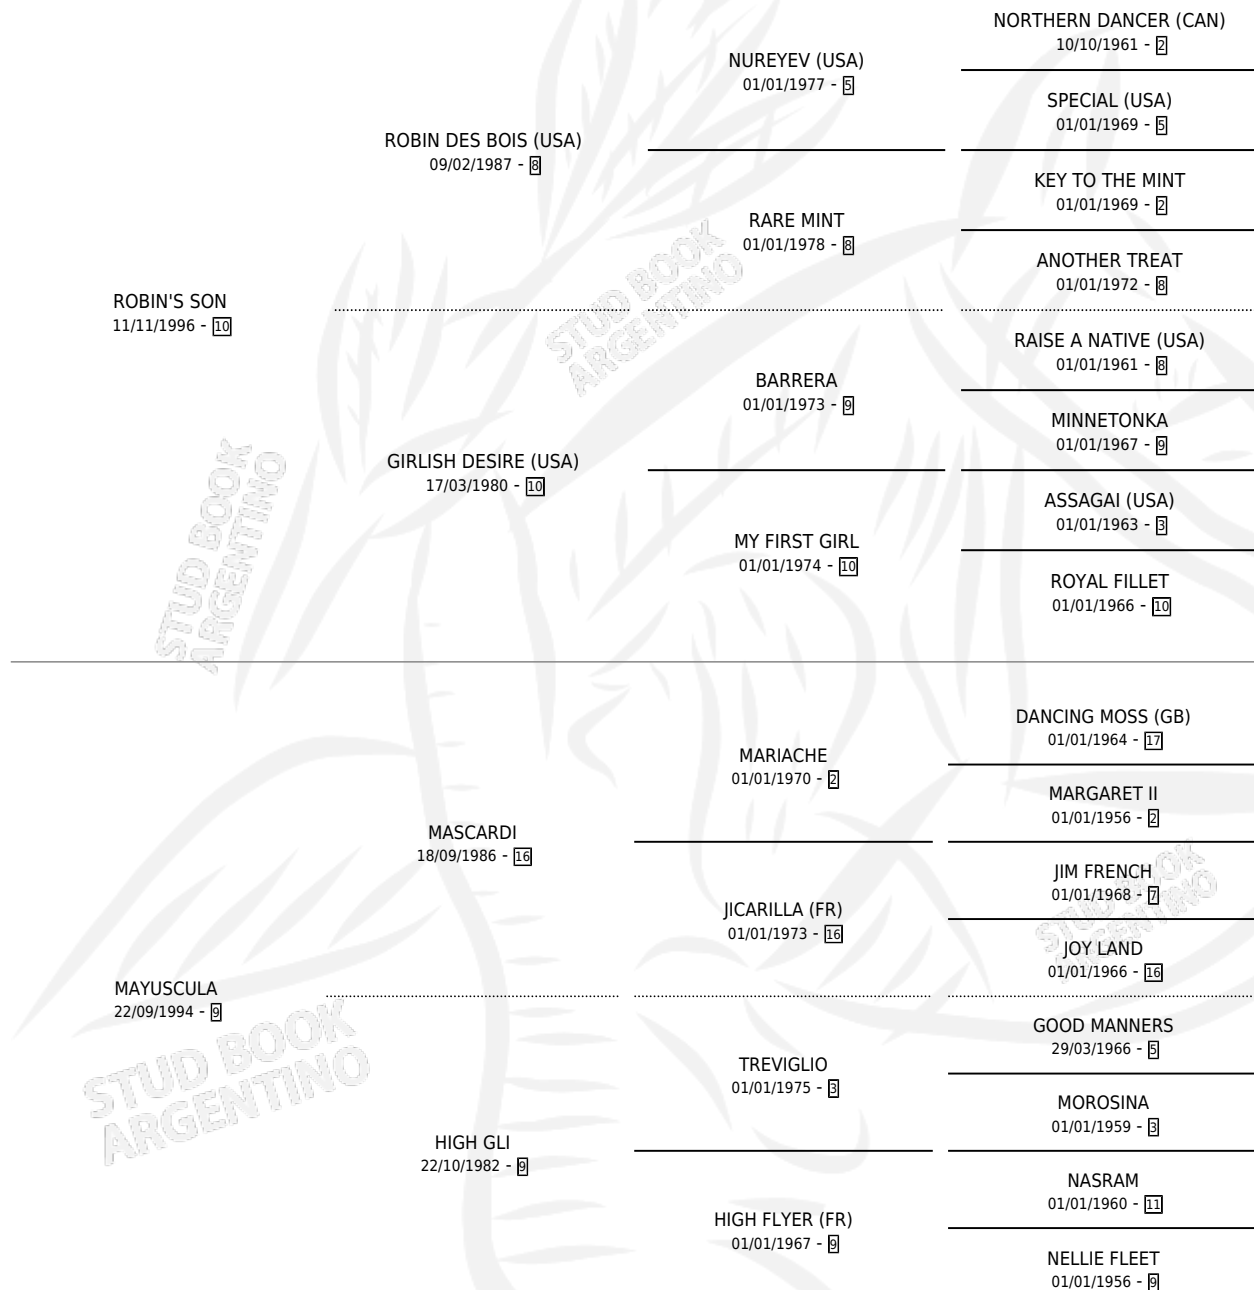 NORTHERN DANCER (CAN)
10/10/1961 - 2
NUREYEV (USA)
01/01/1977 - 5
SPECIAL (USA)
01/01/1969 - 5
ROBIN DES BOIS (USA)
09/02/1987 - 8
KEY TO THE MINT
01/01/1969 - 2
RARE MINT
01/01/1978 - 8
ANOTHER TREAT
01/01/1972 - 8
ROBIN'S SON
11/11/1996 - 10
STUD BOOK
ARGENTINO
RAISE A NATIVE (USA)
01/01/1961 - 8
BARRERA
01/01/1973 - 9
MINNETONKA
01/01/1967 - 9
GIRLISH DESIRE (USA)
17/03/1980 - 10
ASSAGAI (USA)
01/01/1963 - 3
MY FIRST GIRL
01/01/1974 - 10
ROYAL FILLET
01/01/1966 - 10
STUD BOOK
ARGENTINO
DANCING MOSS (GB)
01/01/1964 - 17
MARIACHE
01/01/1970 - 2
MARGARET II
01/01/1956 - 2
MASCARDI
18/09/1986 - 16
JIM FRENCH
01/01/1968 - 7
JICARILLA (FR)
01/01/1973 - 16
STUD BOOK
ARGENTINO
JOY LAND
01/01/1966 - 16
MAYUSCULA
22/09/1994 - 9
STUD BOOK
ARGENTINO
GOOD MANNERS
29/03/1966 - 5
TREVIGLIO
01/01/1975 - 3
MOROSINA
01/01/1959 - 3
HIGH GLI
22/10/1982 - 9
NASRAM
01/01/1960 - 11
HIGH FLYER (FR)
01/01/1967 - 9
NELLIE FLEET
01/01/1956 - 9